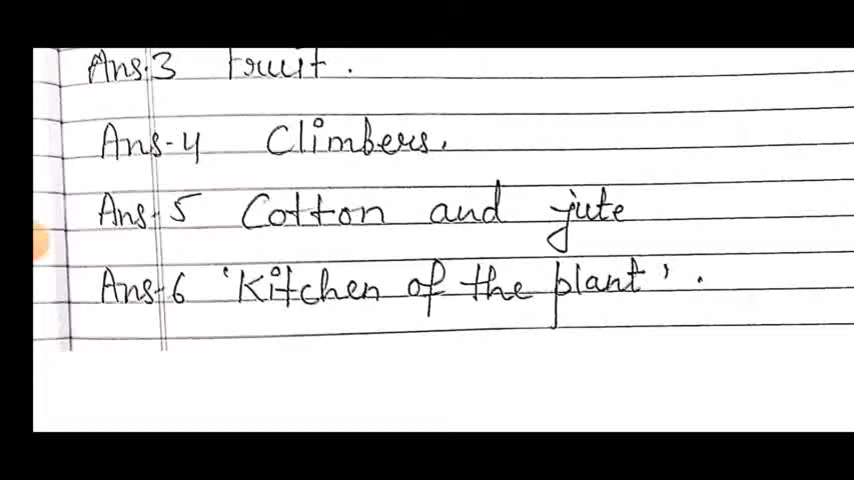 Ans.3 Fruit.
Ans-4 Climbers.
Ans-5 Cotton and jute
Ans-6 'Kitchen of the plant'.